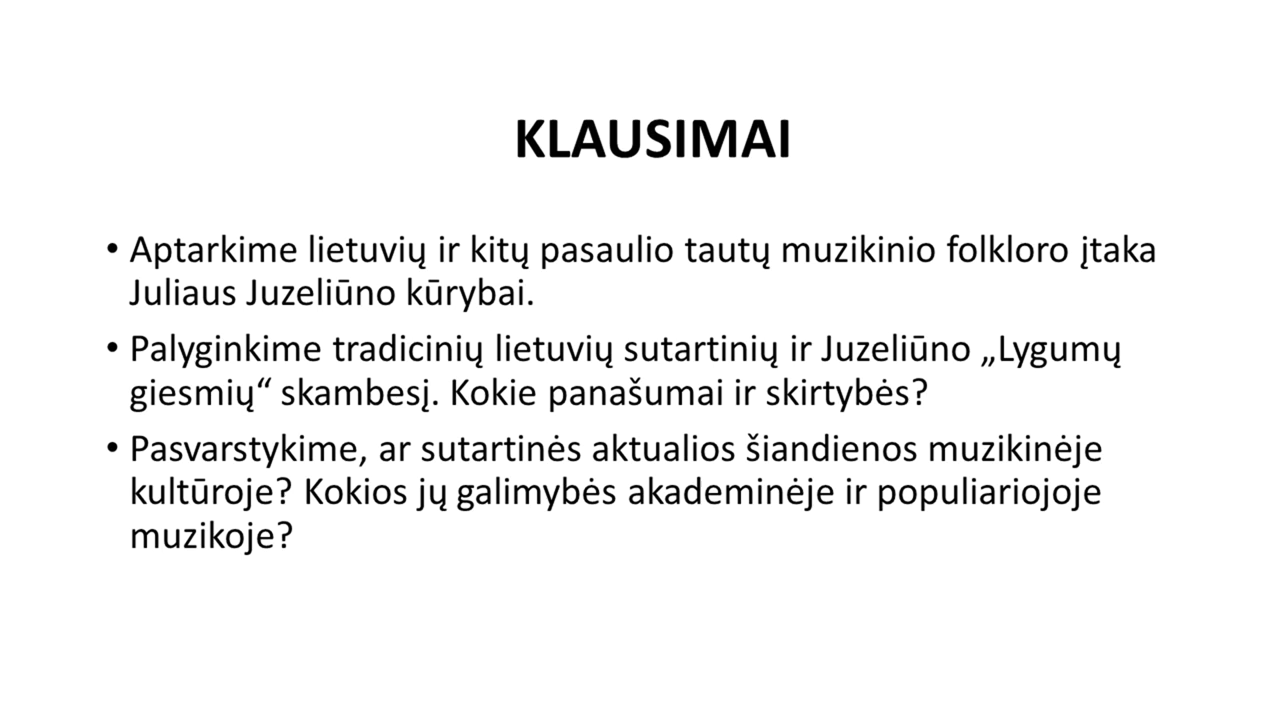 KLAUSIMAI
• Aptarkime lietuvių ir kitų pasaulio tautų muzikinio folkloro įtaka
Juliaus Juzeliūno kūrybai.
• Palyginkime tradicinių lietuvių sutartinių ir Juzeliūno „Lygumų
giesmių“ skambesį. Kokie panašumai ir skirtybės?
• Pasvarstykime, ar sutartinės aktualios šiandienos muzikinėje
kultūroje? Kokios jų galimybės akademinėje ir populiariojoje
muzikoje?